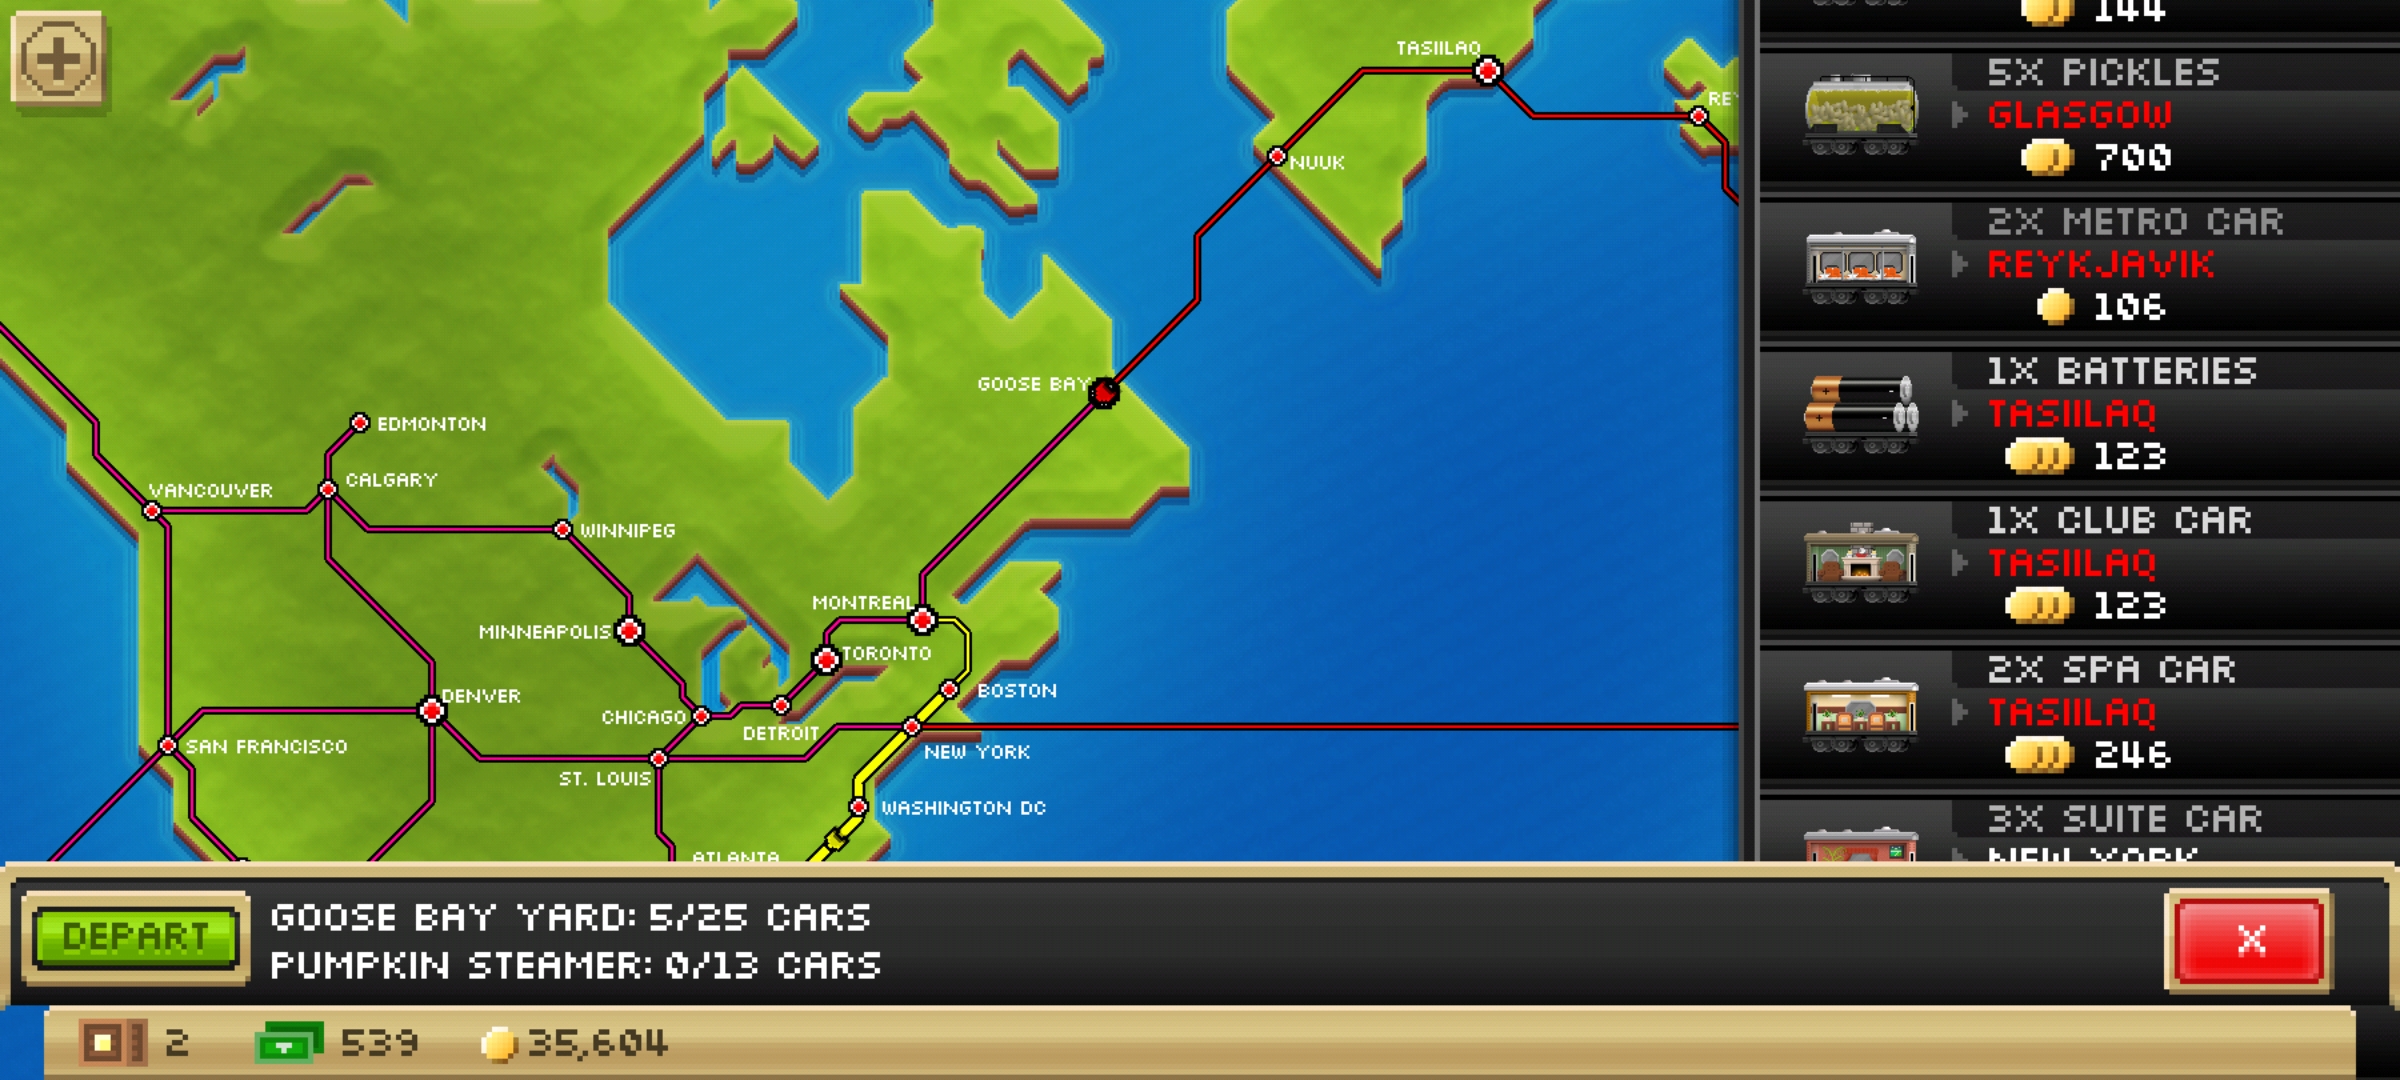 TASIILAQ
NUUK
GOOSE BAY
EDMONTON
CALGARY
VANCOUVER
WINNIPEG
MONTREAL
MINNEAPOLIS
TORONTO
BOSTON
DENVER
CHICAGO
DETROIT
SAN FRANCISCO
NEW YORK
ST. LOUIS
WASHINGTON DC
ATLANTA
144
5X PICKLES
GLASGOW
700
2X METRO CAR
REYKJAVIK
106
1X BATTERIES
TASIILAQ
123
1X CLUB CAR
TASIILAQ
123
2X SPA CAR
TASIILAQ
246
3X SUITE CAR
NEW YORK
DEPART
GOOSE BAY YARD: 5/25 CARS
PUMPKIN STEAMER: 0/13 CARS
X
2
539
35,604